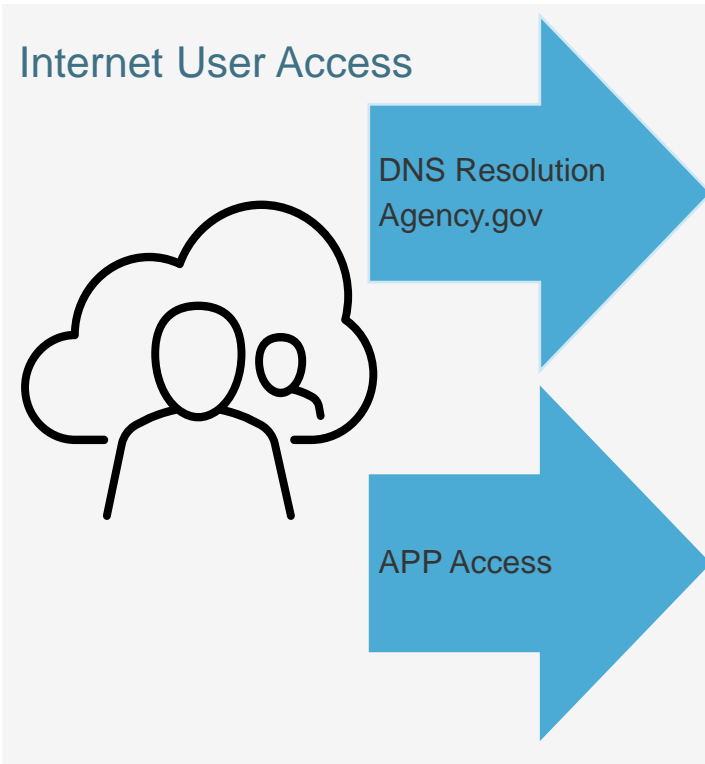 Internet User Access
DNS Resolution
Agency.gov
APP Access